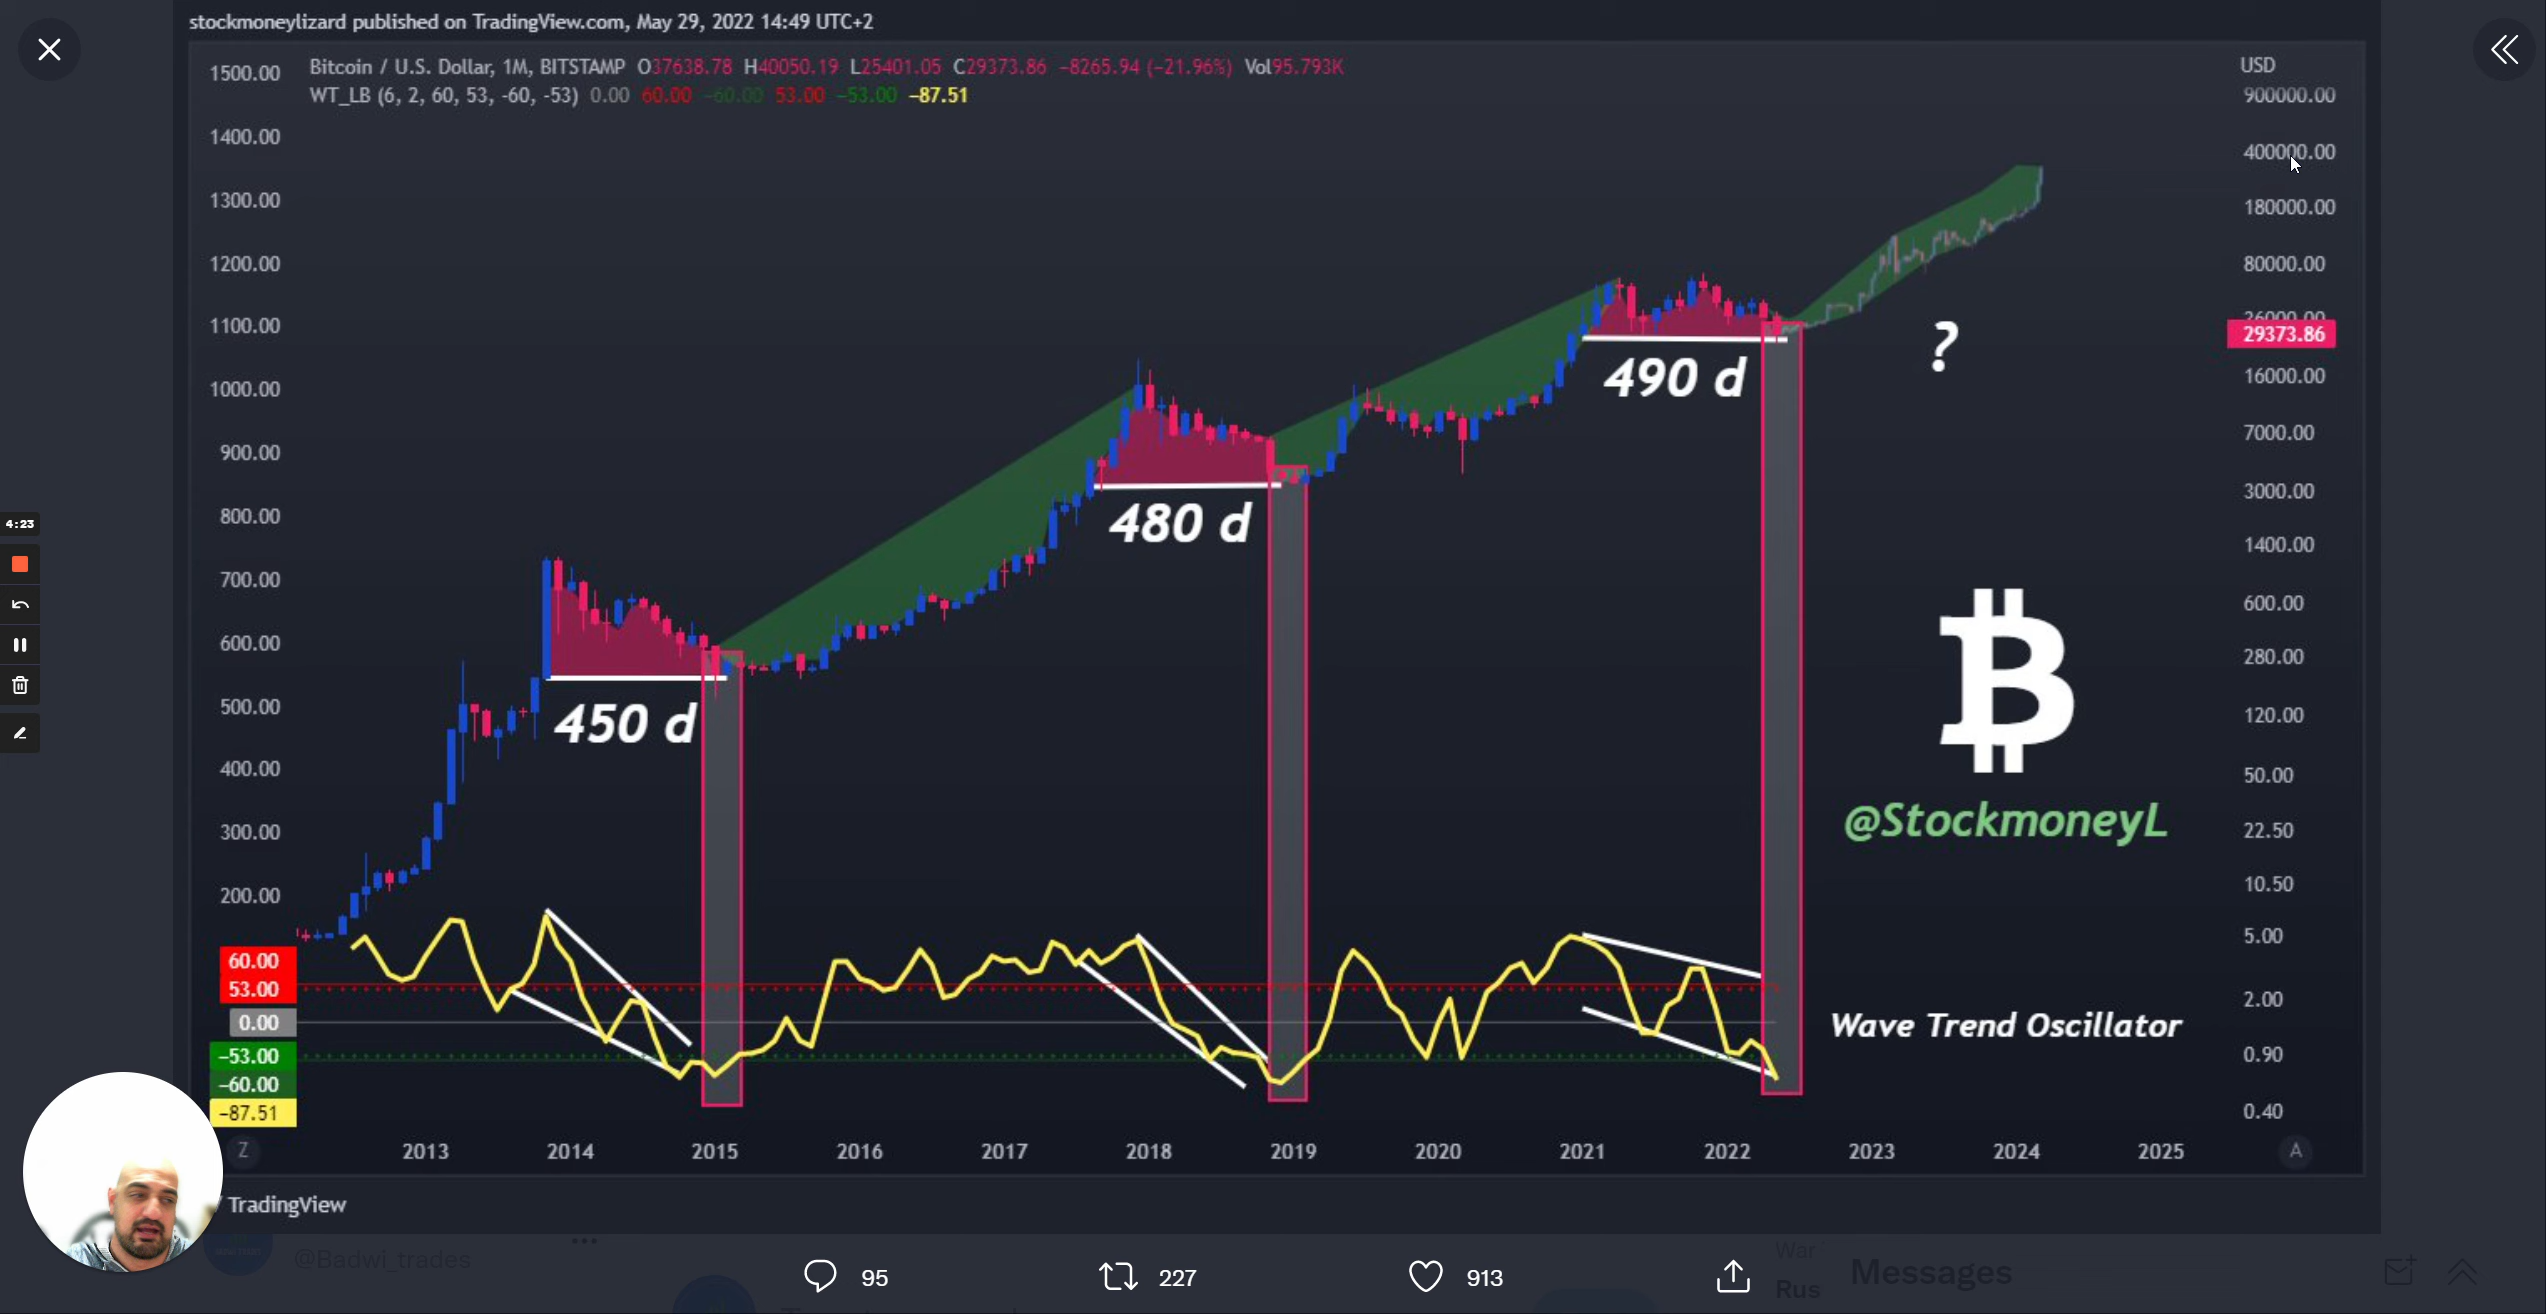 stockmoneylizard published on TradingView.com, May 29, 2022 14:49 UTC+2
Bitcoin / U.S. Dollar, 1M, BITSTAMP O37638.78 H40050.19 L25401.05 C29373.86 −8265.94 (−21.96%) Vol95.793K
WT_LB (6, 2, 60, 53, -60, -53) 0.00 60.00 −60.00 53.00 −53.00 −87.51
1500.00
1400.00
1300.00
1200.00
1100.00
1000.00
900.00
800.00
700.00
600.00
500.00
400.00
300.00
200.00
60.00
53.00
0.00
−53.00
−60.00
−87.51
USD
900000.00
400000.00
180000.00
80000.00
29373.86
16000.00
7000.00
3000.00
1400.00
600.00
280.00
120.00
50.00
22.50
10.50
5.00
2.00
0.90
0.40
450 d
480 d
490 d
?
@StockmoneyL
Wave Trend Oscillator
Z
2013 2014 2015 2016 2017 2018 2019 2020 2021 2022 2023 2024 2025
A
TradingView
4:23
@Badwi_trades
95
227
913
War
Rus
Messages